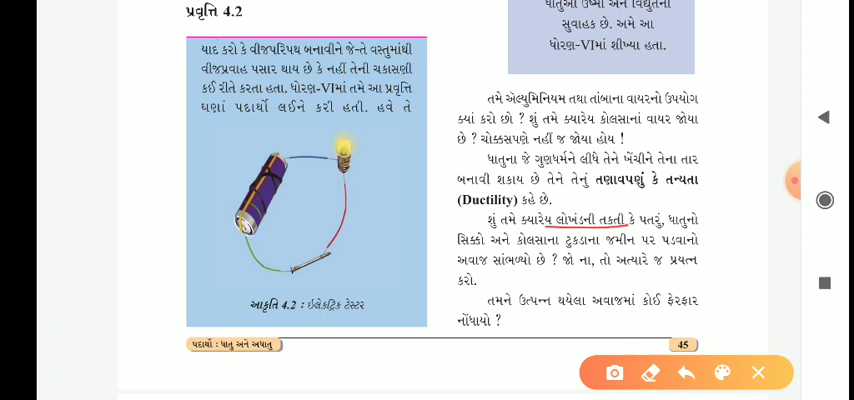 પ્રવૃત્તિ 4.2
યાદ કરો કે વીજપરિપથ બનાવીને જે-તે વસ્તુમાંથી
વીજપ્રવાહ પસાર થાય છે કે નહીં તેની ચકાસણી
કઈ રીતે કરતા હતા. ધોરણ-VIમાં તમે આ પ્રવૃત્તિ
ઘણાં પદાર્થો લઈને કરી હતી. હવે તે
આકૃતિ 4.2 : ઇલેક્ટ્રિક ટેસ્ટર
ધાતુઓ ઉષ્મા અને વિદ્યુતના
સુવાહક છે. અમે આ
ધોરણ-VIમાં શીખ્યા હતા.
તમે ઍલ્યુમિનિયમ તથા તાંબાના વાયરનો ઉપયોગ
ક્યાં કરો છો ? શું તમે ક્યારેય કોલસાનાં વાયર જોયા
છે ? ચોક્કસપણે નહીં જ જોયા હોય !
ધાતુના જે ગુણધર્મને લીધે તેને ખેંચીને તેના તાર
બનાવી શકાય છે તેને તેનું તણાવપણું કે તન્યતા
(Ductility) કહે છે.
શું તમે ક્યારેય લોખંડની તકતી કે પતરું, ધાતુનો
સિક્કો અને કોલસાના ટુકડાના જમીન પર પડવાનો
અવાજ સાંભળ્યો છે ? જો ના, તો અત્યારે જ પ્રયત્ન
કરો.
તમને ઉત્પન્ન થયેલા અવાજમાં કોઈ ફેરફાર
નોંધાયો ?
પદાર્થો : ધાતુ અને અધાતુ
45